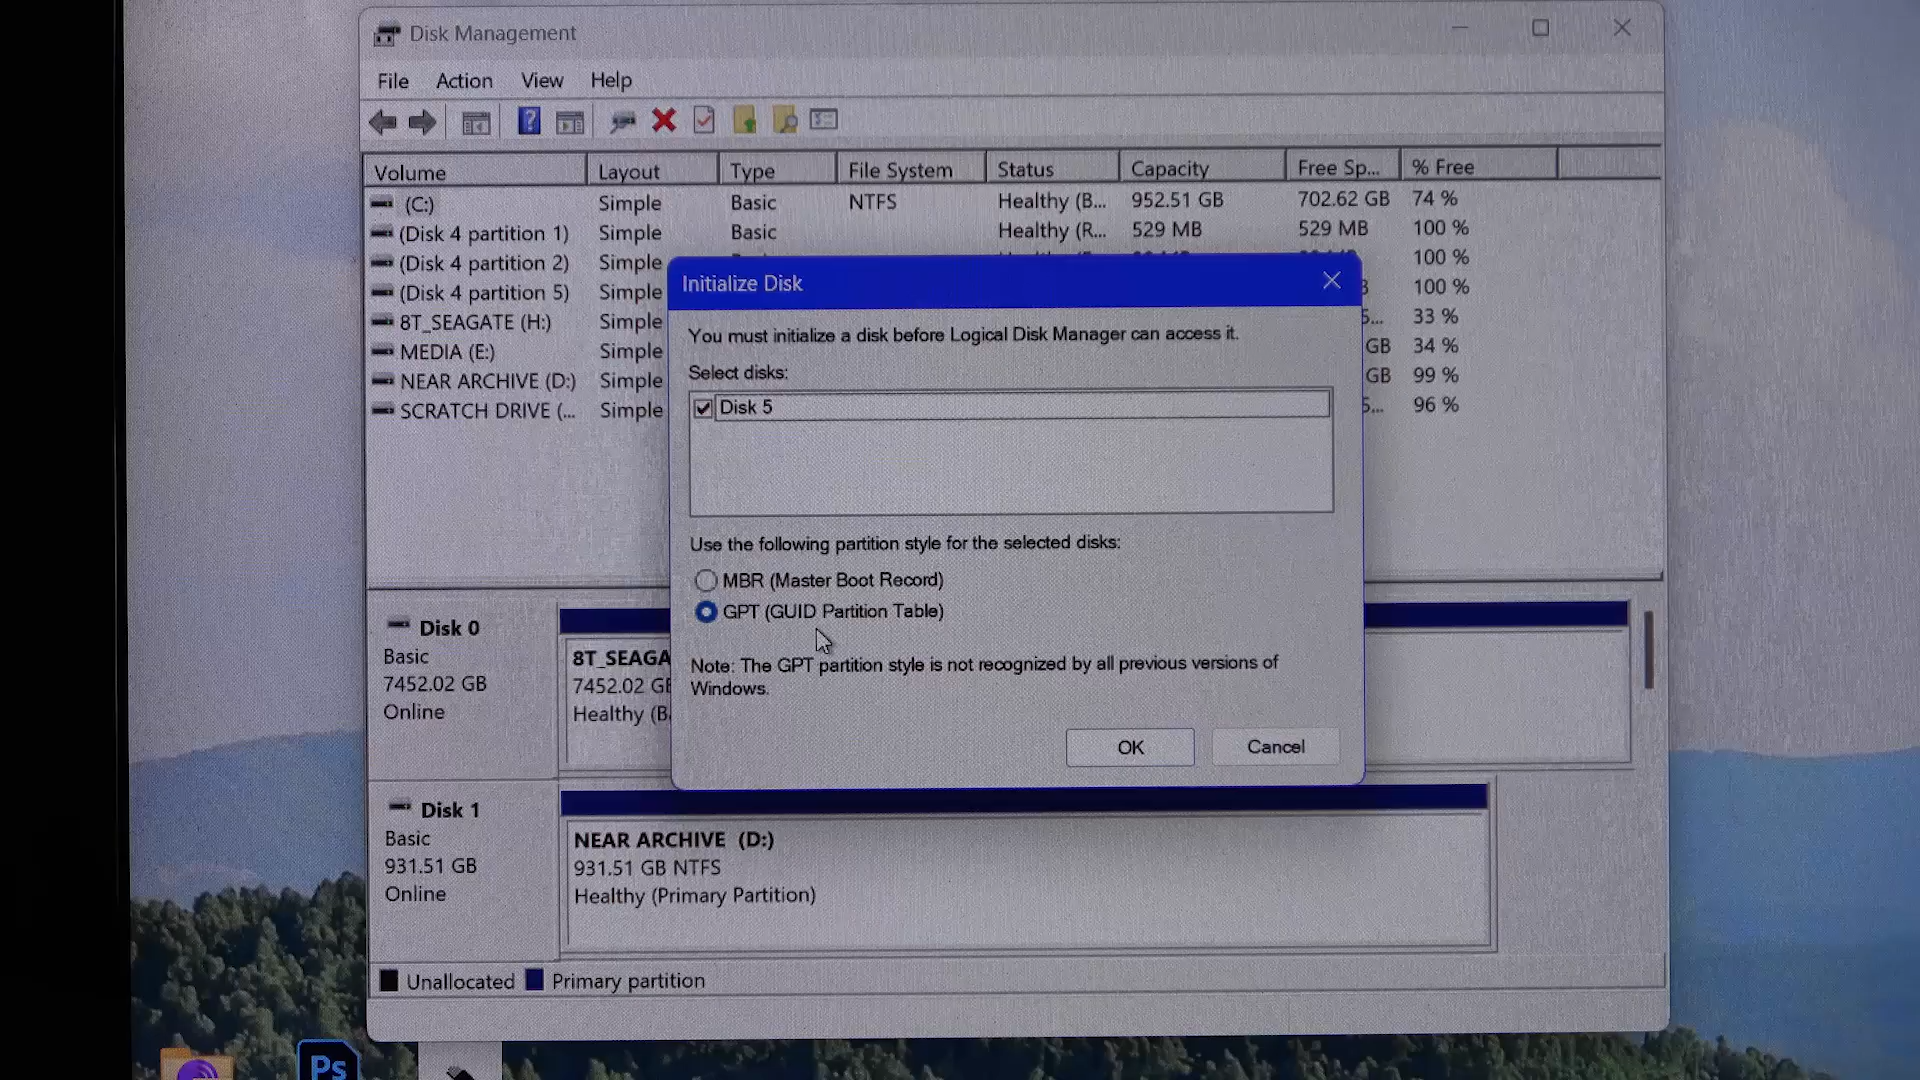 Disk Management
File Action View Help
?
Volume Layout Type File System Status Capacity Free Sp... % Free
(C:) Simple Basic NTFS Healthy (B... 952.51 GB 702.62 GB 74 %
(Disk 4 partition 1) Simple Basic Healthy (R... 529 MB 529 MB 100 %
(Disk 4 partition 2) Simple 100 %
(Disk 4 partition 5) Simple 100 %
8T_SEAGATE (H:) Simple 33 %
MEDIA (E:) Simple GB 34 %
NEAR ARCHIVE (D:) Simple GB 99 %
SCRATCH DRIVE (... Simple 96 %
Initialize Disk
You must initialize a disk before Logical Disk Manager can access it.
Select disks:
Disk 5
Use the following partition style for the selected disks:
MBR (Master Boot Record)
GPT (GUID Partition Table)
Note: The GPT partition style is not recognized by all previous versions of
Windows.
OK Cancel
Disk 0
Basic
7452.02 GB
Online
8T_SEAGA
7452.02 GB
Healthy (B
Disk 1
Basic
931.51 GB
Online
NEAR ARCHIVE (D:)
931.51 GB NTFS
Healthy (Primary Partition)
Unallocated Primary partition
Ps